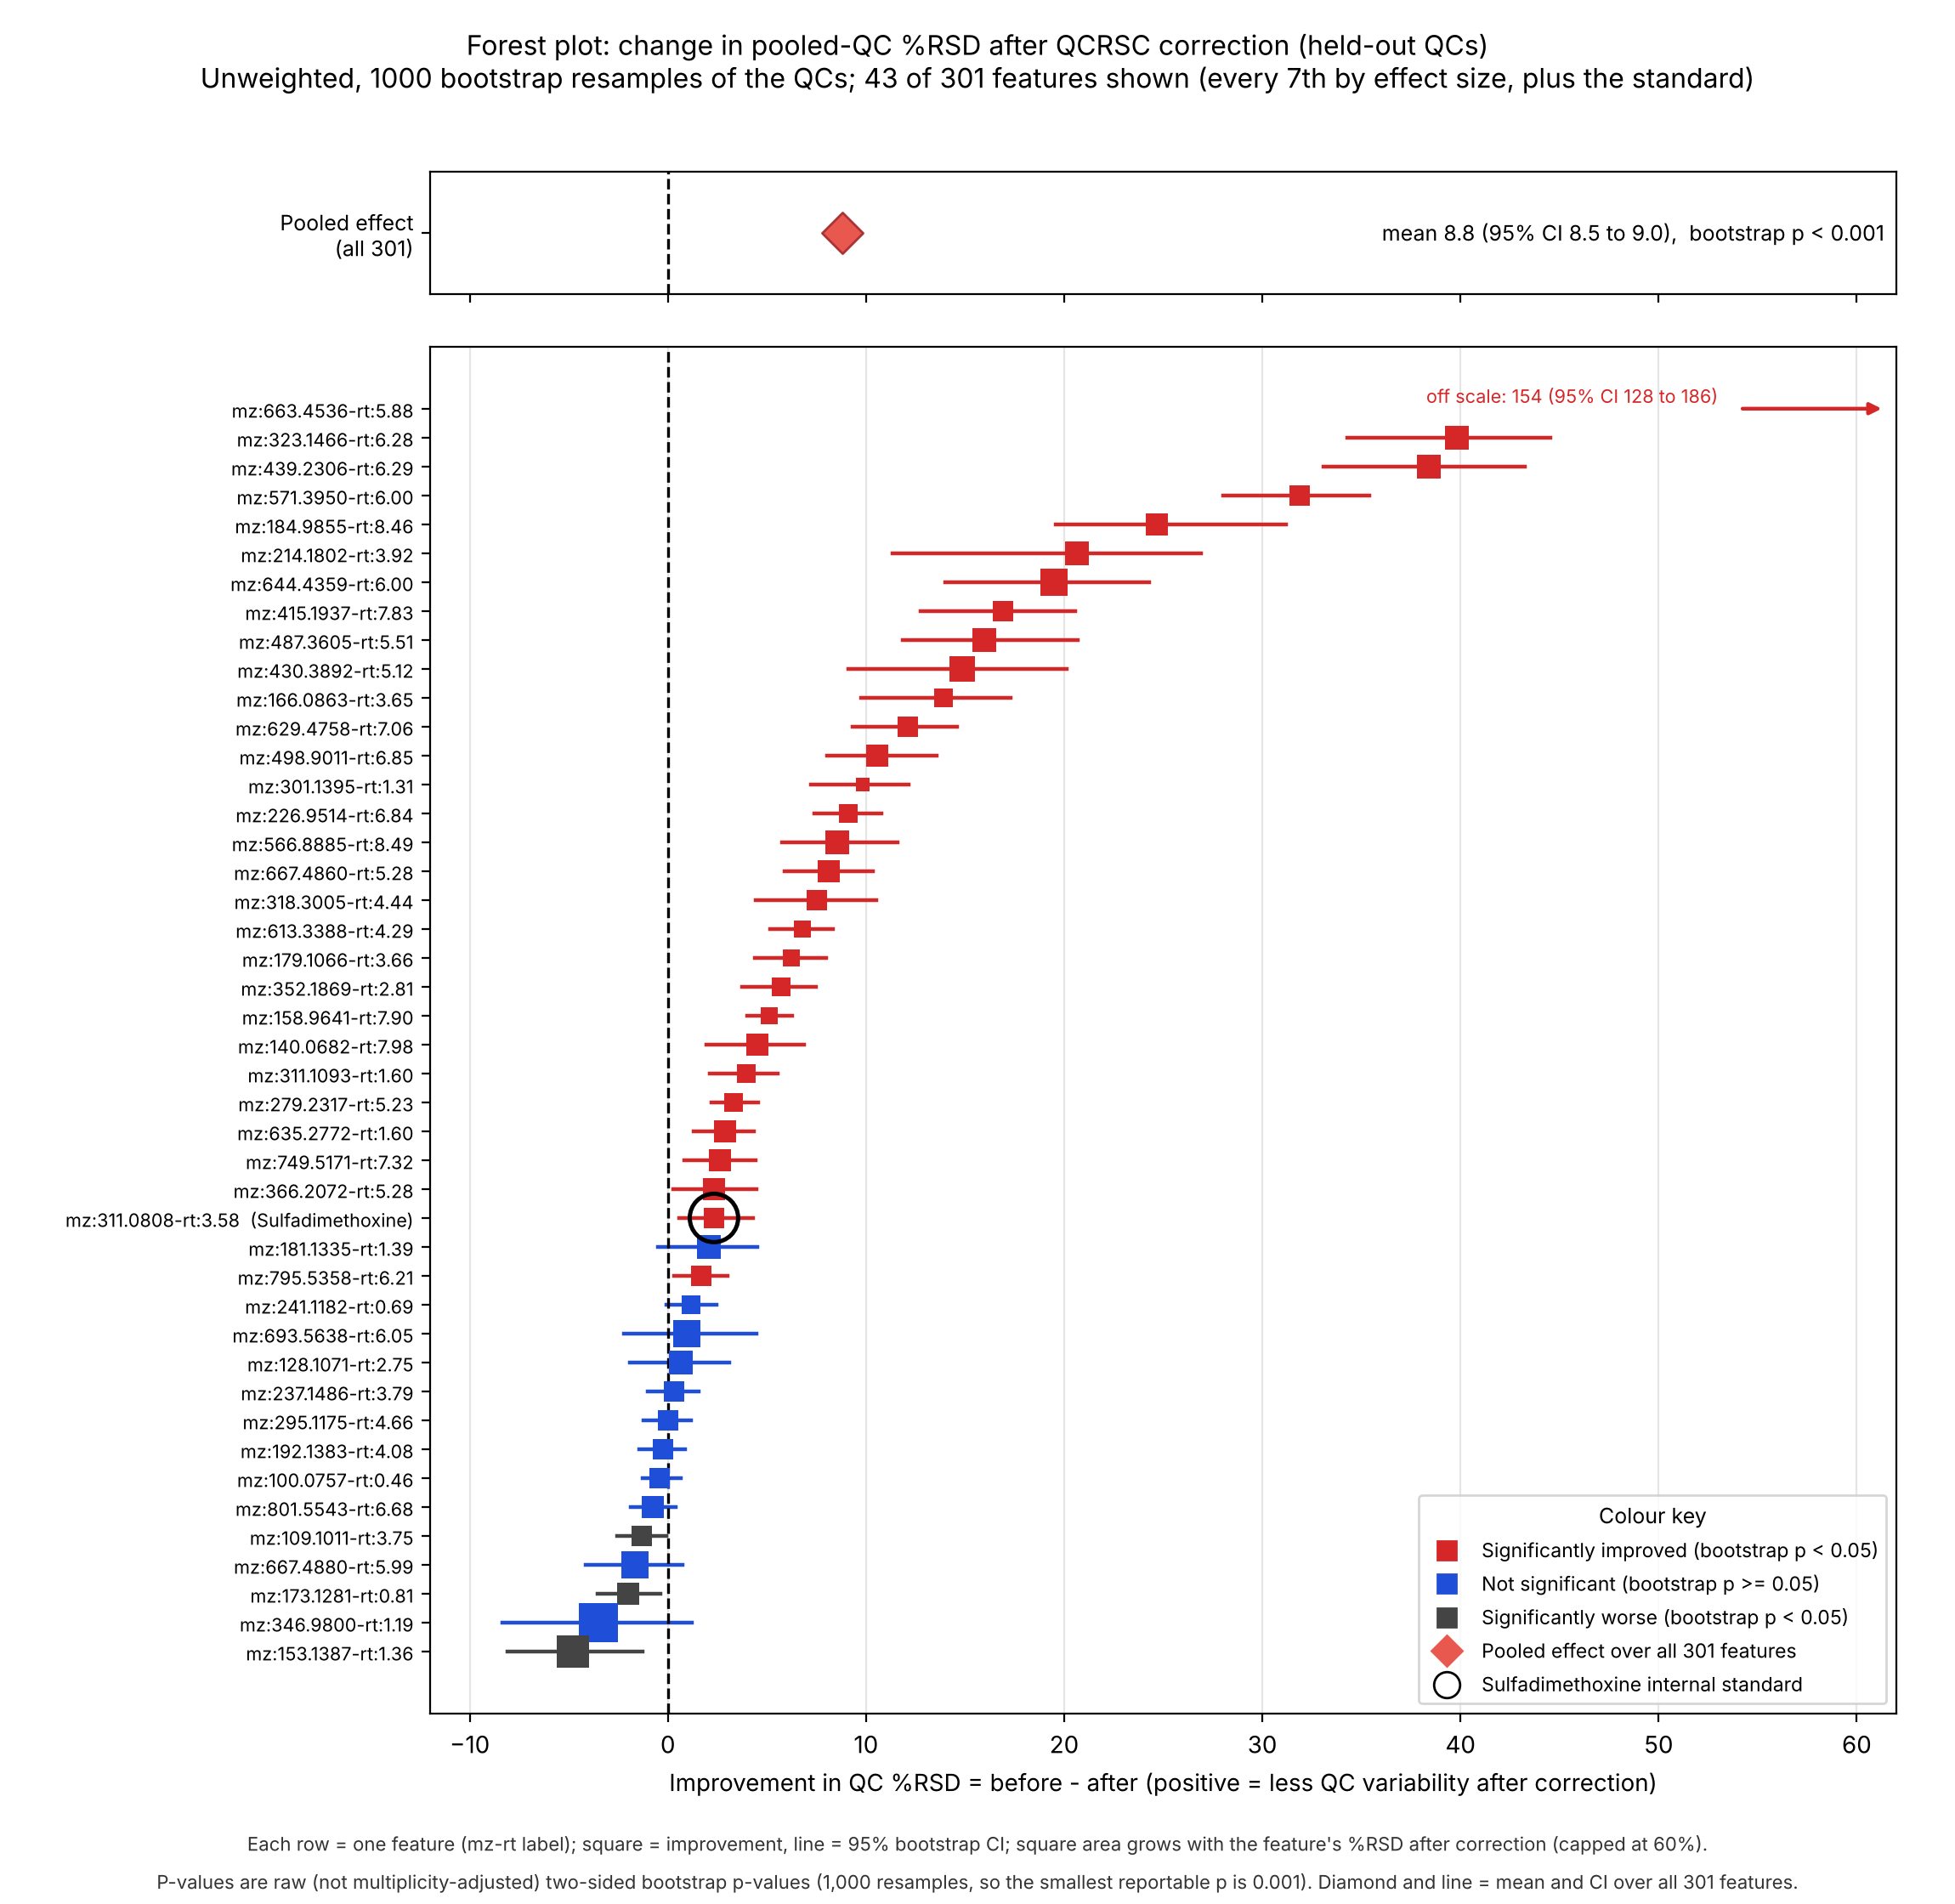 Forest plot: change in pooled-QC %RSD after QCRSC correction (held-out QCs)
Unweighted, 1000 bootstrap resamples of the QCs; 43 of 301 features shown (every 7th by effect size, plus the standard)
Pooled effect
(all 301)
mean 8.8 (95% CI 8.5 to 9.0),  bootstrap p < 0.001
mz:663.4536-rt:5.88
off scale: 154 (95% CI 128 to 186)
mz:323.1466-rt:6.28
mz:439.2306-rt:6.29
mz:571.3950-rt:6.00
mz:184.9855-rt:8.46
mz:214.1802-rt:3.92
mz:644.4359-rt:6.00
mz:415.1937-rt:7.83
mz:487.3605-rt:5.51
mz:430.3892-rt:5.12
mz:166.0863-rt:3.65
mz:629.4758-rt:7.06
mz:498.9011-rt:6.85
mz:301.1395-rt:1.31
mz:226.9514-rt:6.84
mz:566.8885-rt:8.49
mz:667.4860-rt:5.28
mz:318.3005-rt:4.44
mz:613.3388-rt:4.29
mz:179.1066-rt:3.66
mz:352.1869-rt:2.81
mz:158.9641-rt:7.90
mz:140.0682-rt:7.98
mz:311.1093-rt:1.60
mz:279.2317-rt:5.23
mz:635.2772-rt:1.60
mz:749.5171-rt:7.32
mz:366.2072-rt:5.28
mz:311.0808-rt:3.58  (Sulfadimethoxine)
mz:181.1335-rt:1.39
mz:795.5358-rt:6.21
mz:241.1182-rt:0.69
mz:693.5638-rt:6.05
mz:128.1071-rt:2.75
mz:237.1486-rt:3.79
mz:295.1175-rt:4.66
mz:192.1383-rt:4.08
mz:100.0757-rt:0.46
mz:801.5543-rt:6.68
mz:109.1011-rt:3.75
mz:667.4880-rt:5.99
mz:173.1281-rt:0.81
mz:346.9800-rt:1.19
mz:153.1387-rt:1.36
Colour key
Significantly improved (bootstrap p < 0.05)
Not significant (bootstrap p >= 0.05)
Significantly worse (bootstrap p < 0.05)
Pooled effect over all 301 features
Sulfadimethoxine internal standard
−10 0 10 20 30 40 50 60
Improvement in QC %RSD = before - after (positive = less QC variability after correction)
Each row = one feature (mz-rt label); square = improvement, line = 95% bootstrap CI; square area grows with the feature's %RSD after correction (capped at 60%).
P-values are raw (not multiplicity-adjusted) two-sided bootstrap p-values (1,000 resamples, so the smallest reportable p is 0.001). Diamond and line = mean and CI over all 301 features.